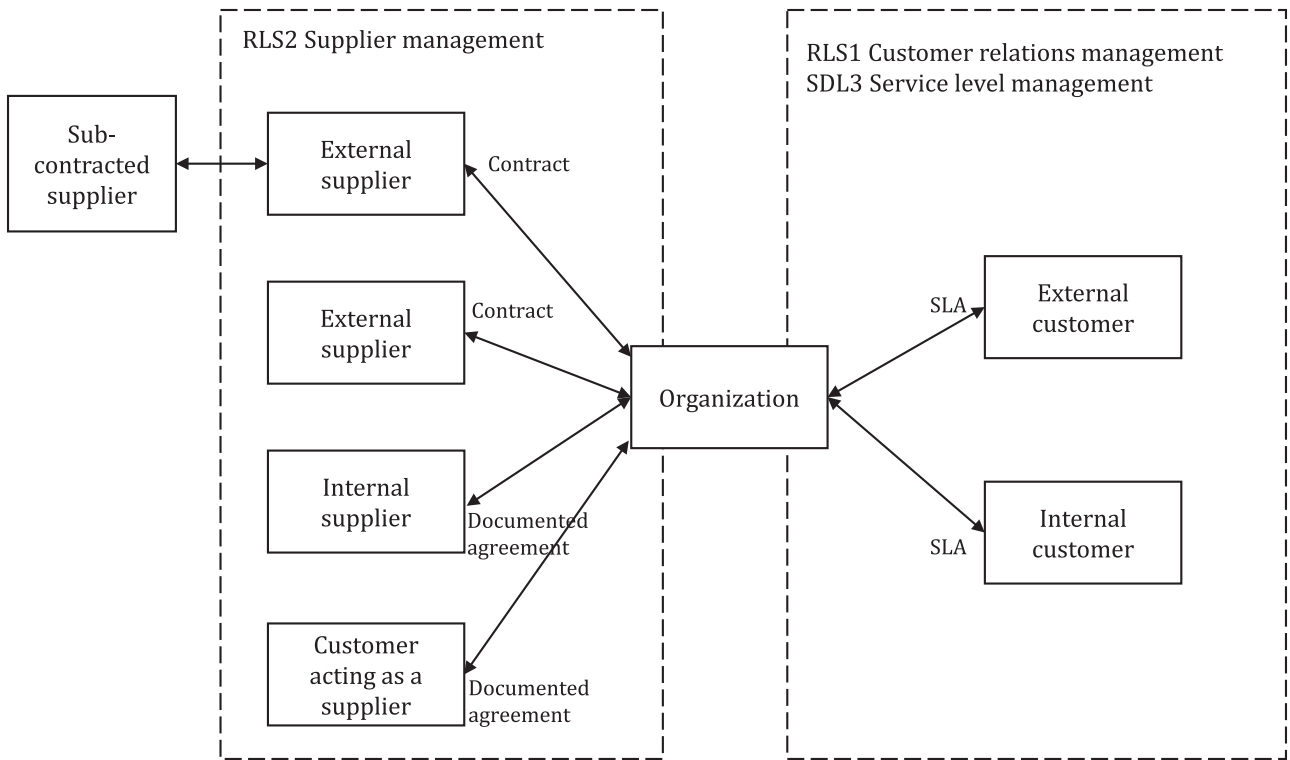 RLS2 Supplier management
RLS1 Customer relations management
SDL3 Service level management
Sub-
contracted
supplier
External
supplier
Contract
External
supplier
Contract
Internal
supplier
Documented
agreement
Customer
acting as a
supplier
Documented
agreement
Organization
SLA
External
customer
SLA
Internal
customer